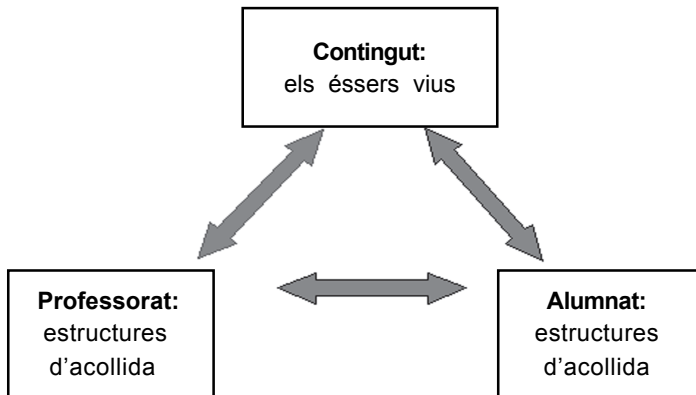 Contingut:
els éssers vius
Professorat:
estructures
d'acollida
Alumnat:
estructures
d'acollida